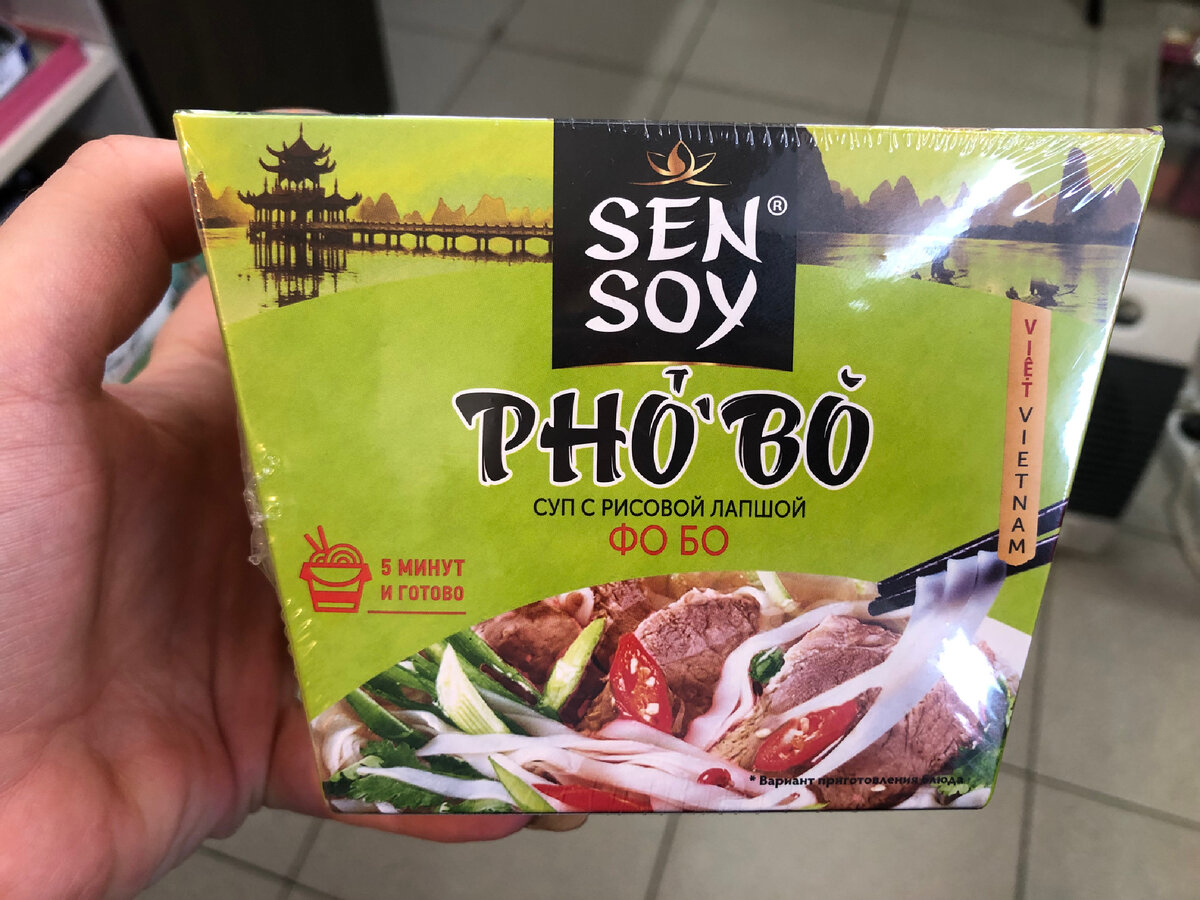 SEN®
SOY
PHỞ BÒ
СУП С РИСОВОЙ ЛАПШОЙ
ФО БО
5 МИНУТ
И ГОТОВО
VIỆT VIETNAM
* Вариант приготовления блюда